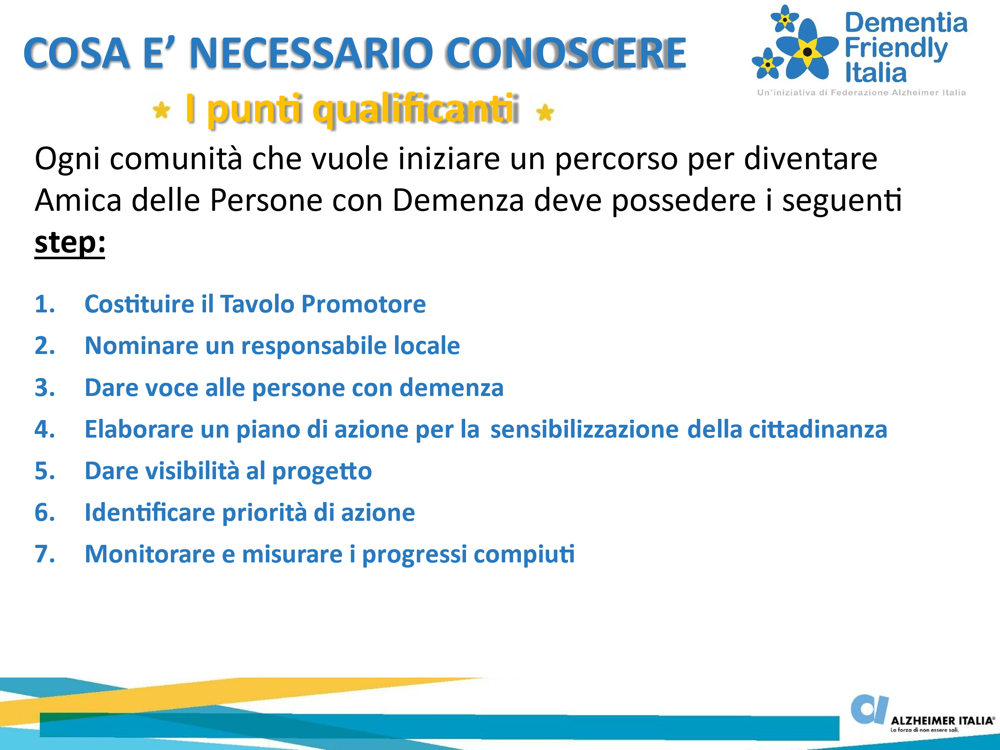 COSA E’ NECESSARIO CONOSCERE
Dementia
Friendly
Italia
Un'iniziativa di Federazione Alzheimer Italia
I punti qualificanti
Ogni comunità che vuole iniziare un percorso per diventare
Amica delle Persone con Demenza deve possedere i seguenti
step:
1. Costituire il Tavolo Promotore
2. Nominare un responsabile locale
3. Dare voce alle persone con demenza
4. Elaborare un piano di azione per la sensibilizzazione della cittadinanza
5. Dare visibilità al progetto
6. Identificare priorità di azione
7. Monitorare e misurare i progressi compiuti
ALZHEIMER ITALIA®
La forza di non essere soli.